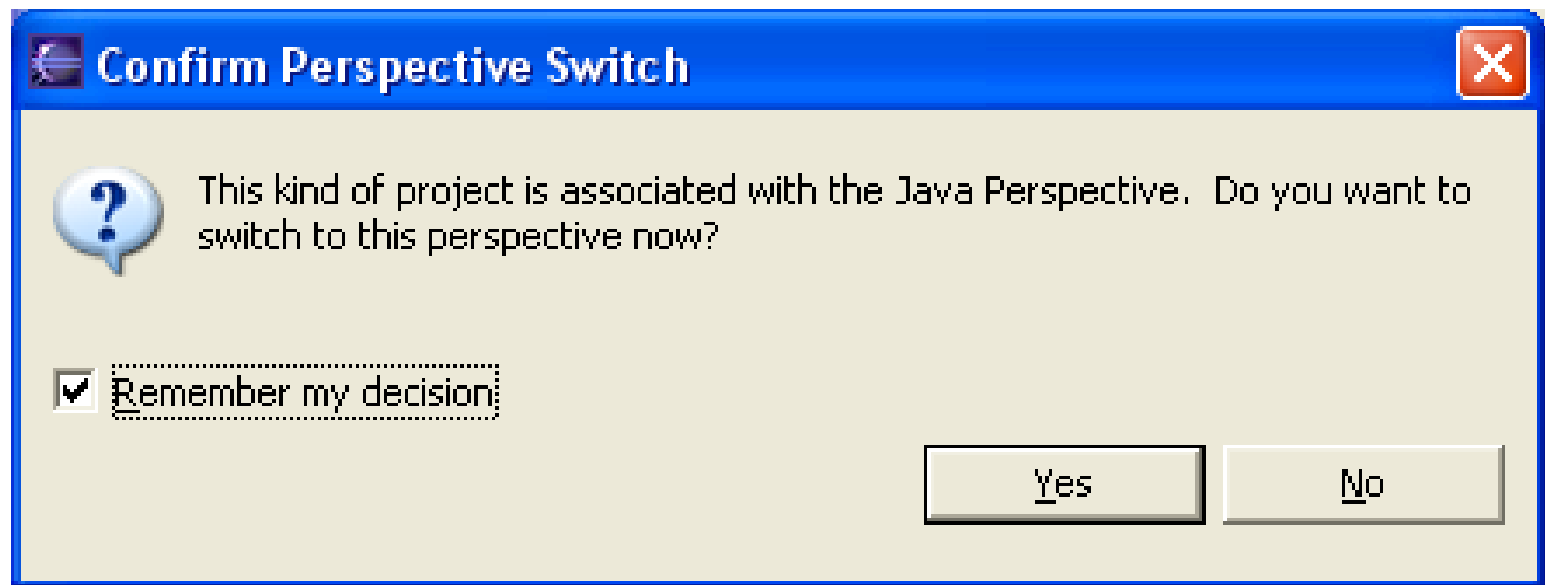 Confirm Perspective Switch
This kind of project is associated with the Java Perspective.  Do you want to
switch to this perspective now?
Remember my decision
Yes
No